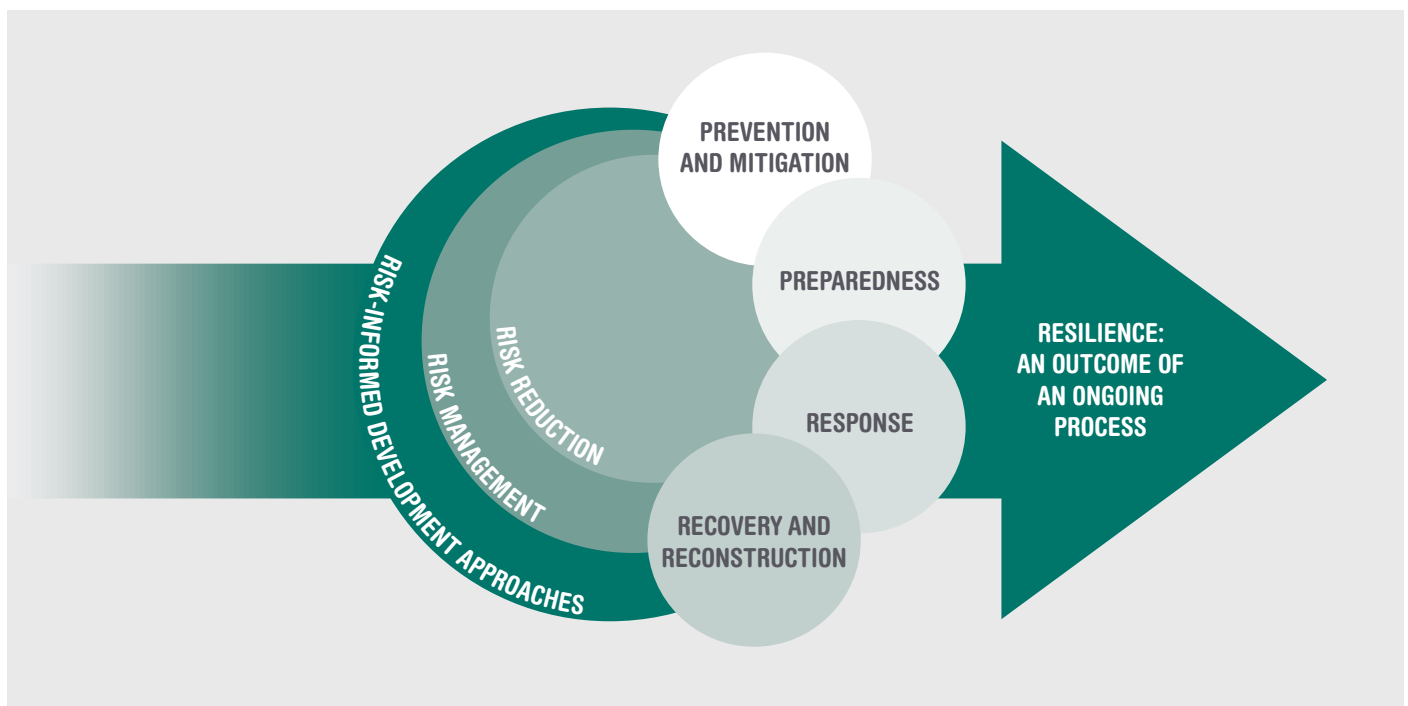 RISK-INFORMED DEVELOPMENT APPROACHES
RISK MANAGEMENT
RISK REDUCTION
PREVENTION
AND MITIGATION
PREPAREDNESS
RESPONSE
RECOVERY AND
RECONSTRUCTION
RESILIENCE:
AN OUTCOME OF
AN ONGOING
PROCESS